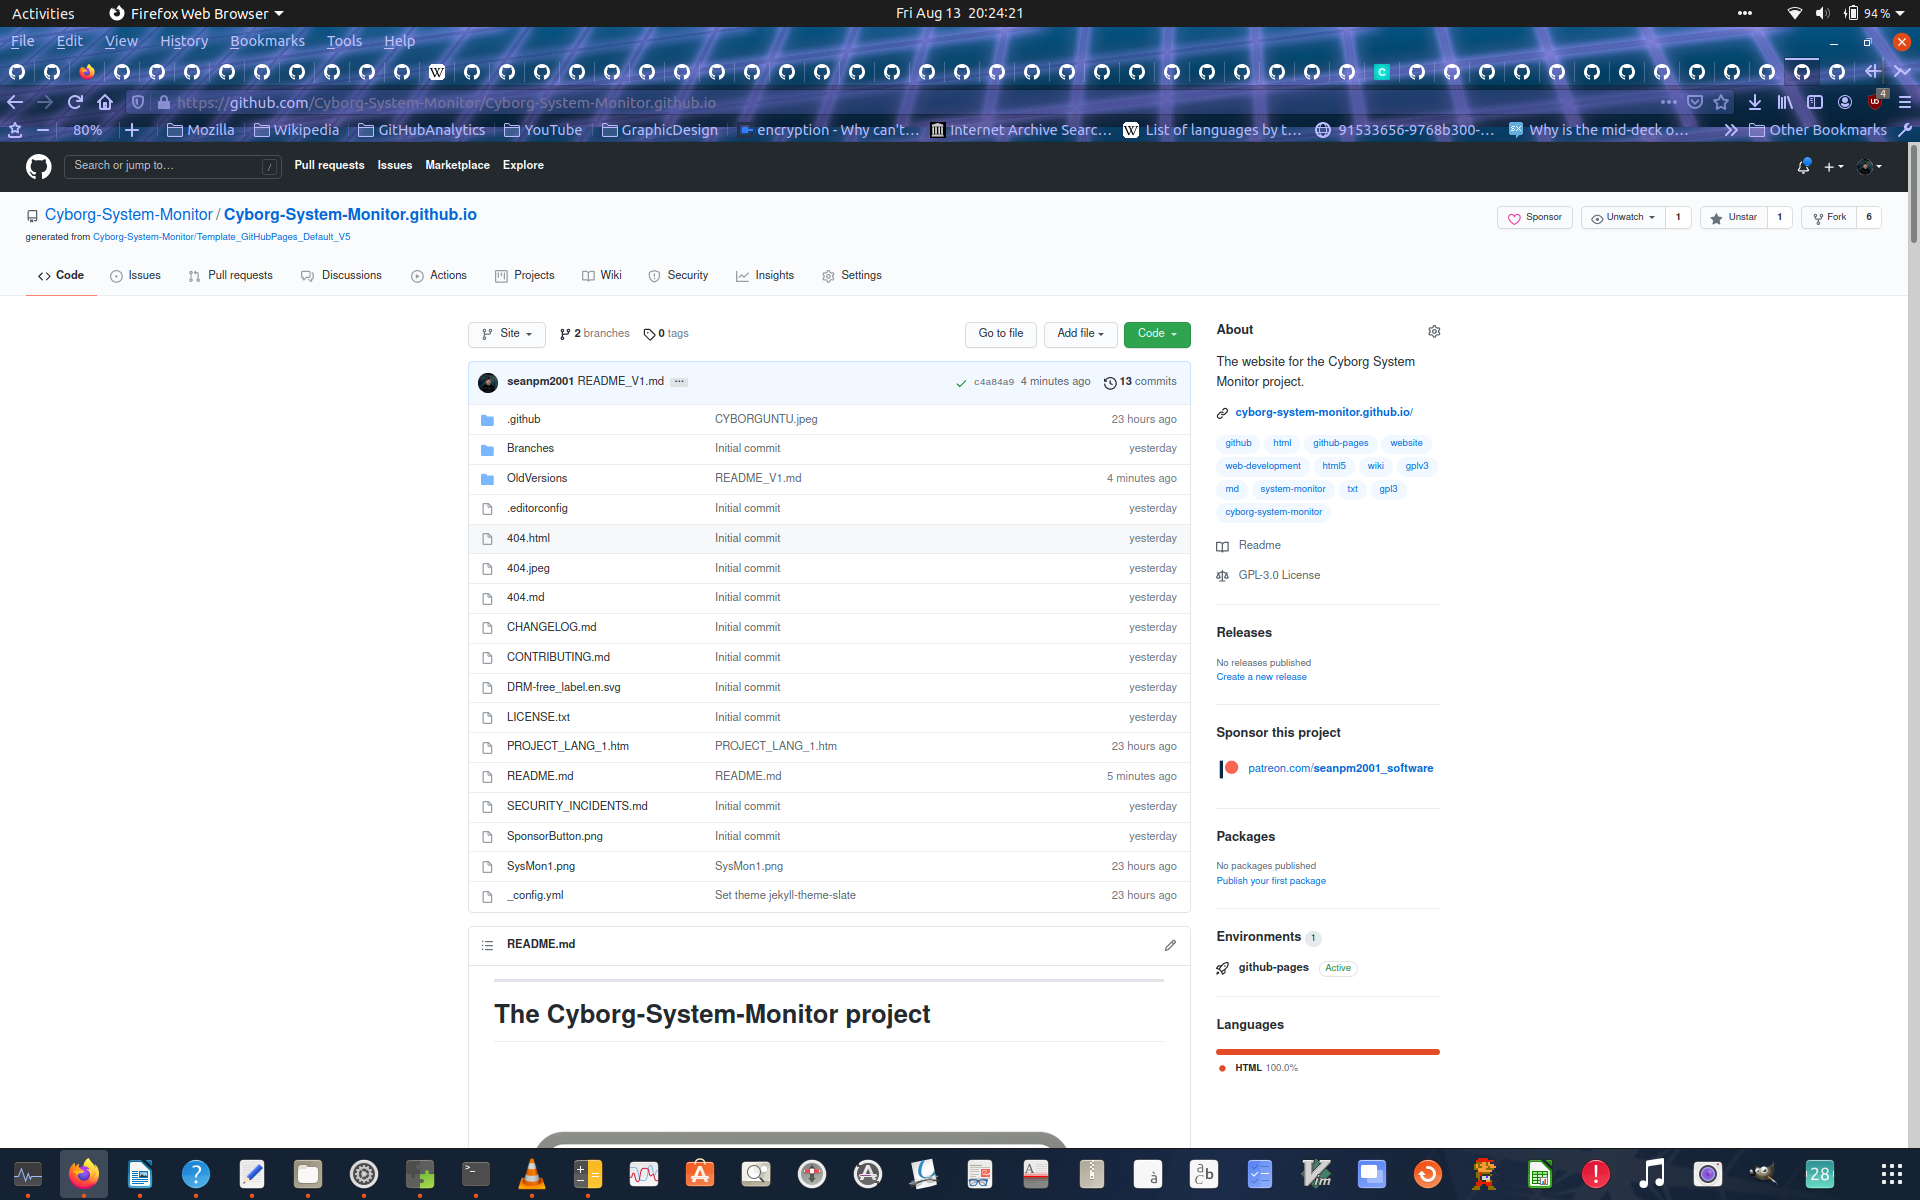 Activities Firefox Web Browser Fri Aug 13 20:24:21 94 %
File Edit View History Bookmarks Tools Help
https://github.com/Cyborg-System-Monitor/Cyborg-System-Monitor.github.io 4
80% Mozilla Wikipedia GitHubAnalytics YouTube GraphicDesign encryption - Why can't… Internet Archive Searc… List of languages by t… 91533656-9768b300-… Why is the mid-deck o… Other Bookmarks
Search or jump to… / Pull requests Issues Marketplace Explore
Cyborg-System-Monitor / Cyborg-System-Monitor.github.io Sponsor Unwatch 1 Unstar 1 Fork 6
generated from Cyborg-System-Monitor/Template_GitHubPages_Default_V5
Code Issues Pull requests Discussions Actions Projects Wiki Security Insights Settings
Site 2 branches 0 tags Go to file Add file Code
seanpm2001 README_V1.md ... c4a84a9 4 minutes ago 13 commits
.github CYBORGUNTU.jpeg 23 hours ago
Branches Initial commit yesterday
OldVersions README_V1.md 4 minutes ago
.editorconfig Initial commit yesterday
404.html Initial commit yesterday
404.jpeg Initial commit yesterday
404.md Initial commit yesterday
CHANGELOG.md Initial commit yesterday
CONTRIBUTING.md Initial commit yesterday
DRM-free_label.en.svg Initial commit yesterday
LICENSE.txt Initial commit yesterday
PROJECT_LANG_1.htm PROJECT_LANG_1.htm 23 hours ago
README.md README.md 5 minutes ago
SECURITY_INCIDENTS.md Initial commit yesterday
SponsorButton.png Initial commit yesterday
SysMon1.png SysMon1.png 23 hours ago
_config.yml Set theme jekyll-theme-slate 23 hours ago
README.md
The Cyborg-System-Monitor project
About
The website for the Cyborg System
Monitor project.
cyborg-system-monitor.github.io/
github html github-pages website
web-development html5 wiki gplv3
md system-monitor txt gpl3
cyborg-system-monitor
Readme
GPL-3.0 License
Releases
No releases published
Create a new release
Sponsor this project
patreon.com/seanpm2001_software
Packages
No packages published
Publish your first package
Environments 1
github-pages Active
Languages
HTML 100.0%
28